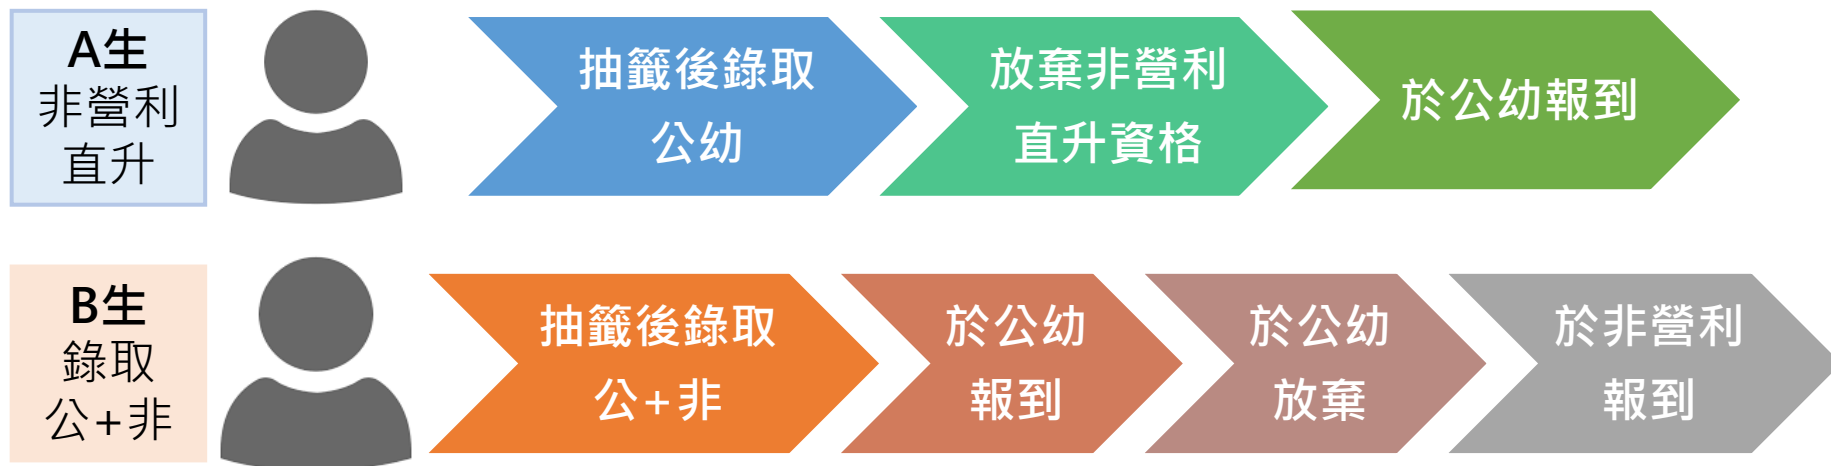 A生
非營利
直升
抽籤後錄取
公幼
放棄非營利
直升資格
於公幼報到
B生
錄取
公+非
抽籤後錄取
公+非
於公幼
報到
於公幼
放棄
於非營利
報到